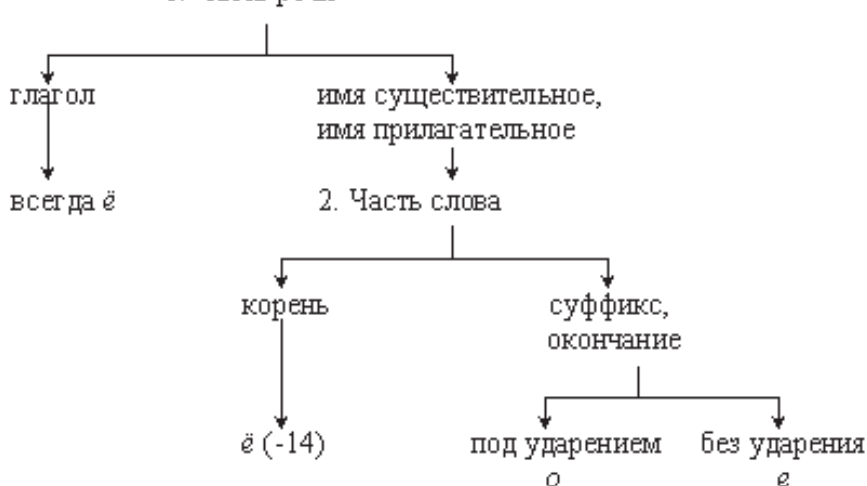 глагол
имя существительное,
имя прилагательное
всегда ё
2. Часть слова
корень
суффикс,
окончание
ё (-14)
под ударением
о
без ударения
е